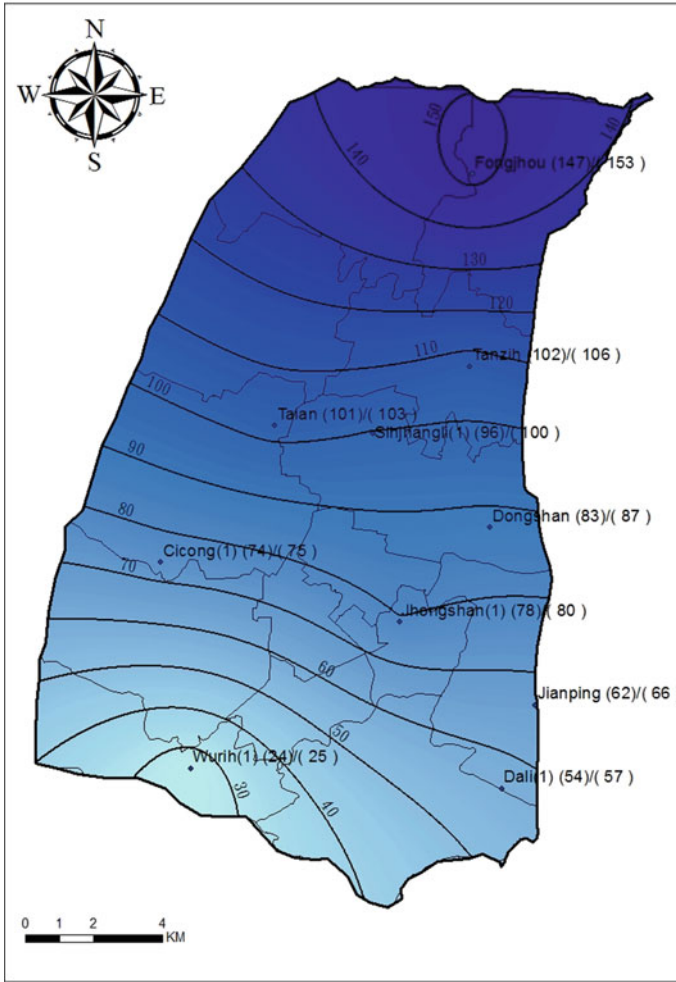 N
W E
S
150
140
140
Fongjhou (147)/( 153 )
130
120
110
Tanzih (102)/( 106 )
100
Taian (101)/( 103 )
Sihjhangli(1) (96)/( 100 )
90
80
Dongshan (83)/( 87 )
Cicong(1) (74)/( 75 )
70
Jhongshan(1) (78)/( 80 )
60
Jianping (62)/( 66
50
Wurih(1) (24)/( 25 )
30
40
Dali(1) (54)/( 57 )
0 1 2 4
KM